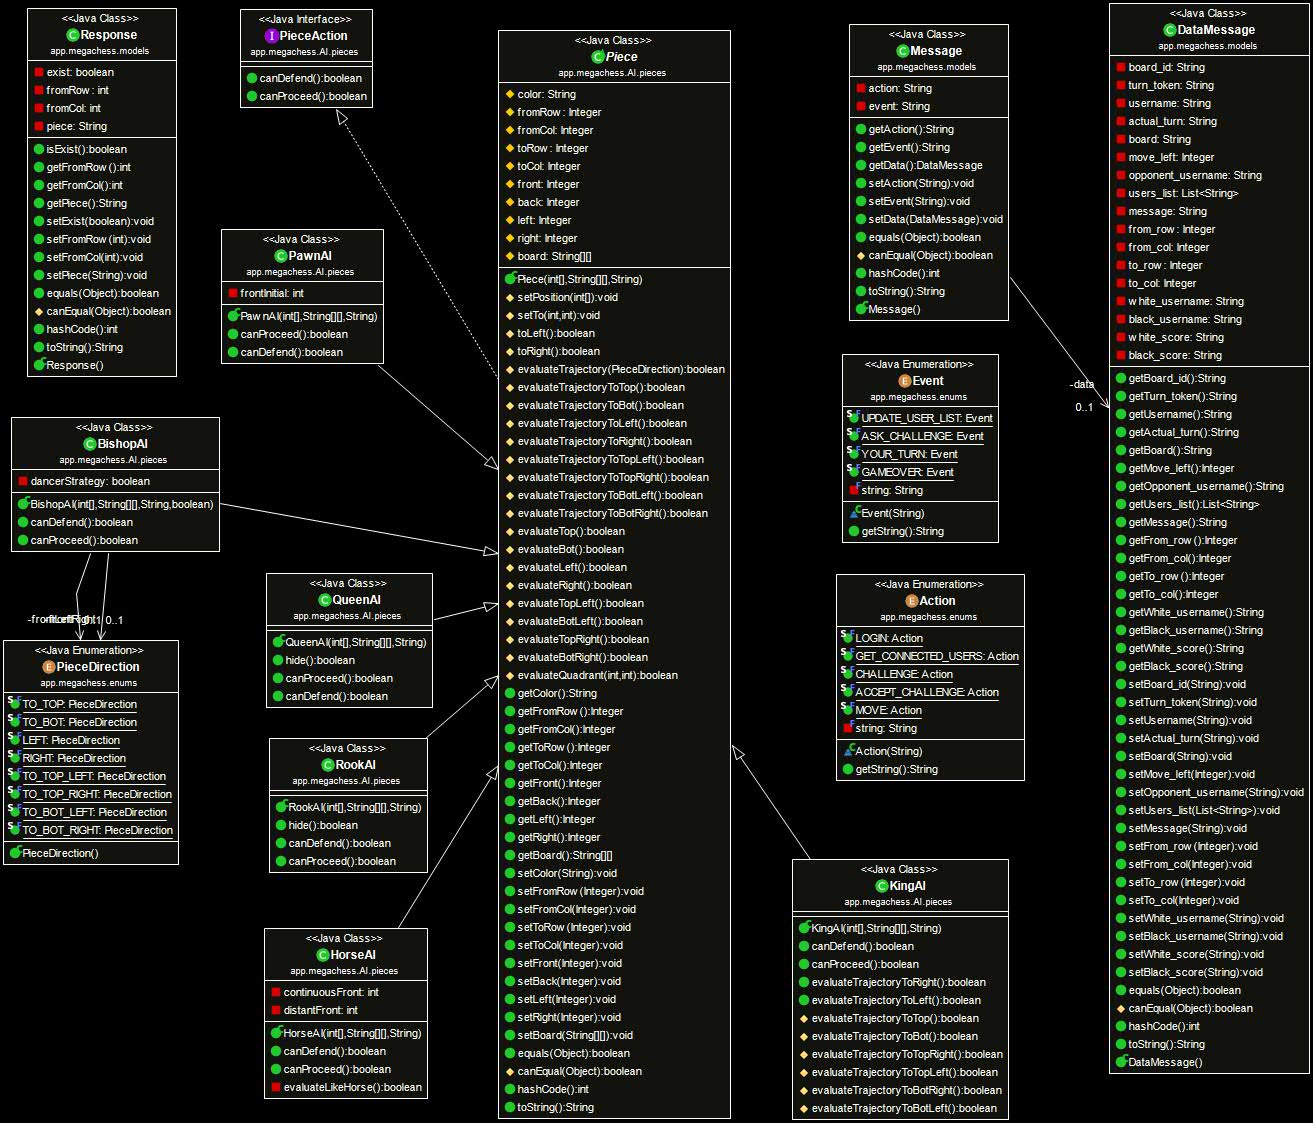 <<Java Class>>
Response
app.megachess.models
exist: boolean
fromRow: int
fromCol: int
piece: String
isExist():boolean
getFromRow():int
getFromCol():int
getPiece():String
setExist(boolean):void
setFromRow(int):void
setFromCol(int):void
setPiece(String):void
equals(Object):boolean
canEqual(Object):boolean
hashCode():int
toString():String
Response()
<<Java Interface>>
PieceAction
app.megachess.AI.pieces
canDefend():boolean
canProceed():boolean
<<Java Class>>
PawnAI
app.megachess.AI.pieces
frontInitial: int
PawnAI(int[],String[][],String)
canProceed():boolean
canDefend():boolean
<<Java Class>>
BishopAI
app.megachess.AI.pieces
dancerStrategy: boolean
BishopAI(int[],String[][],String,boolean)
canDefend():boolean
canProceed():boolean
0..1
<<Java Enumeration>>
PieceDirection
app.megachess.enums
TO_TOP: PieceDirection
TO_BOT: PieceDirection
LEFT: PieceDirection
RIGHT: PieceDirection
TO_TOP_LEFT: PieceDirection
TO_TOP_RIGHT: PieceDirection
TO_BOT_LEFT: PieceDirection
TO_BOT_RIGHT: PieceDirection
PieceDirection()
<<Java Class>>
QueenAI
app.megachess.AI.pieces
QueenAI(int[],String[][],String)
hide():boolean
canProceed():boolean
canDefend():boolean
<<Java Class>>
RookAI
app.megachess.AI.pieces
RookAI(int[],String[][],String)
hide():boolean
canDefend():boolean
canProceed():boolean
<<Java Class>>
HorseAI
app.megachess.AI.pieces
continuousFront: int
distantFront: int
HorseAI(int[],String[][],String)
canDefend():boolean
canProceed():boolean
evaluateLikeHorse():boolean
<<Java Class>>
Piece
app.megachess.AI.pieces
color: String
fromRow: Integer
fromCol: Integer
toRow: Integer
toCol: Integer
front: Integer
back: Integer
left: Integer
right: Integer
board: String[][]
Piece(int[],String[][],String)
setPosition(int[]):void
setTo(int,int):void
toLeft():boolean
toRight():boolean
evaluateTrajectory(PieceDirection):boolean
evaluateTrajectoryToTop():boolean
evaluateTrajectoryToBot():boolean
evaluateTrajectoryToLeft():boolean
evaluateTrajectoryToRight():boolean
evaluateTrajectoryToTopLeft():boolean
evaluateTrajectoryToTopRight():boolean
evaluateTrajectoryToBotLeft():boolean
evaluateTrajectoryToBotRight():boolean
evaluateTop():boolean
evaluateBot():boolean
evaluateLeft():boolean
evaluateRight():boolean
evaluateTopLeft():boolean
evaluateBotLeft():boolean
evaluateTopRight():boolean
evaluateBotRight():boolean
evaluateQuadrant(int,int):boolean
getColor():String
getFromRow():Integer
getFromCol():Integer
getToRow():Integer
getToCol():Integer
getFront():Integer
getBack():Integer
getLeft():Integer
getRight():Integer
getBoard():String[][]
setColor(String):void
setFromRow(Integer):void
setFromCol(Integer):void
setToRow(Integer):void
setToCol(Integer):void
setFront(Integer):void
setBack(Integer):void
setLeft(Integer):void
setRight(Integer):void
setBoard(String[][]):void
equals(Object):boolean
canEqual(Object):boolean
hashCode():int
toString():String
<<Java Class>>
Message
app.megachess.models
action: String
event: String
getAction():String
getEvent():String
getData():DataMessage
setAction(String):void
setEvent(String):void
setData(DataMessage):void
equals(Object):boolean
canEqual(Object):boolean
hashCode():int
toString():String
Message()
-data
0..1
<<Java Enumeration>>
Event
app.megachess.enums
UPDATE_USER_LIST: Event
ASK_CHALLENGE: Event
YOUR_TURN: Event
GAMEOVER: Event
string: String
Event(String)
getString():String
<<Java Enumeration>>
Action
app.megachess.enums
LOGIN: Action
GET_CONNECTED_USERS: Action
CHALLENGE: Action
ACCEPT_CHALLENGE: Action
MOVE: Action
string: String
Action(String)
getString():String
<<Java Class>>
KingAI
app.megachess.AI.pieces
KingAI(int[],String[][],String)
canDefend():boolean
canProceed():boolean
evaluateTrajectoryToRight():boolean
evaluateTrajectoryToLeft():boolean
evaluateTrajectoryToTop():boolean
evaluateTrajectoryToBot():boolean
evaluateTrajectoryToTopRight():boolean
evaluateTrajectoryToTopLeft():boolean
evaluateTrajectoryToBotRight():boolean
evaluateTrajectoryToBotLeft():boolean
<<Java Class>>
DataMessage
app.megachess.models
board_id: String
turn_token: String
username: String
actual_turn: String
board: String
move_left: Integer
opponent_username: String
users_list: List<String>
message: String
from_row: Integer
from_col: Integer
to_row: Integer
to_col: Integer
white_username: String
black_username: String
white_score: String
black_score: String
getBoard_id():String
getTurn_token():String
getUsername():String
getActual_turn():String
getBoard():String
getMove_left():Integer
getOpponent_username():String
getUsers_list():List<String>
getMessage():String
getFrom_row():Integer
getFrom_col():Integer
getTo_row():Integer
getTo_col():Integer
getWhite_username():String
getBlack_username():String
getWhite_score():String
getBlack_score():String
setBoard_id(String):void
setTurn_token(String):void
setUsername(String):void
setActual_turn(String):void
setBoard(String):void
setMove_left(Integer):void
setOpponent_username(String):void
setUsers_list(List<String>):void
setMessage(String):void
setFrom_row(Integer):void
setFrom_col(Integer):void
setTo_row(Integer):void
setTo_col(Integer):void
setWhite_username(String):void
setBlack_username(String):void
setWhite_score(String):void
setBlack_score(String):void
equals(Object):boolean
canEqual(Object):boolean
hashCode():int
toString():String
DataMessage()